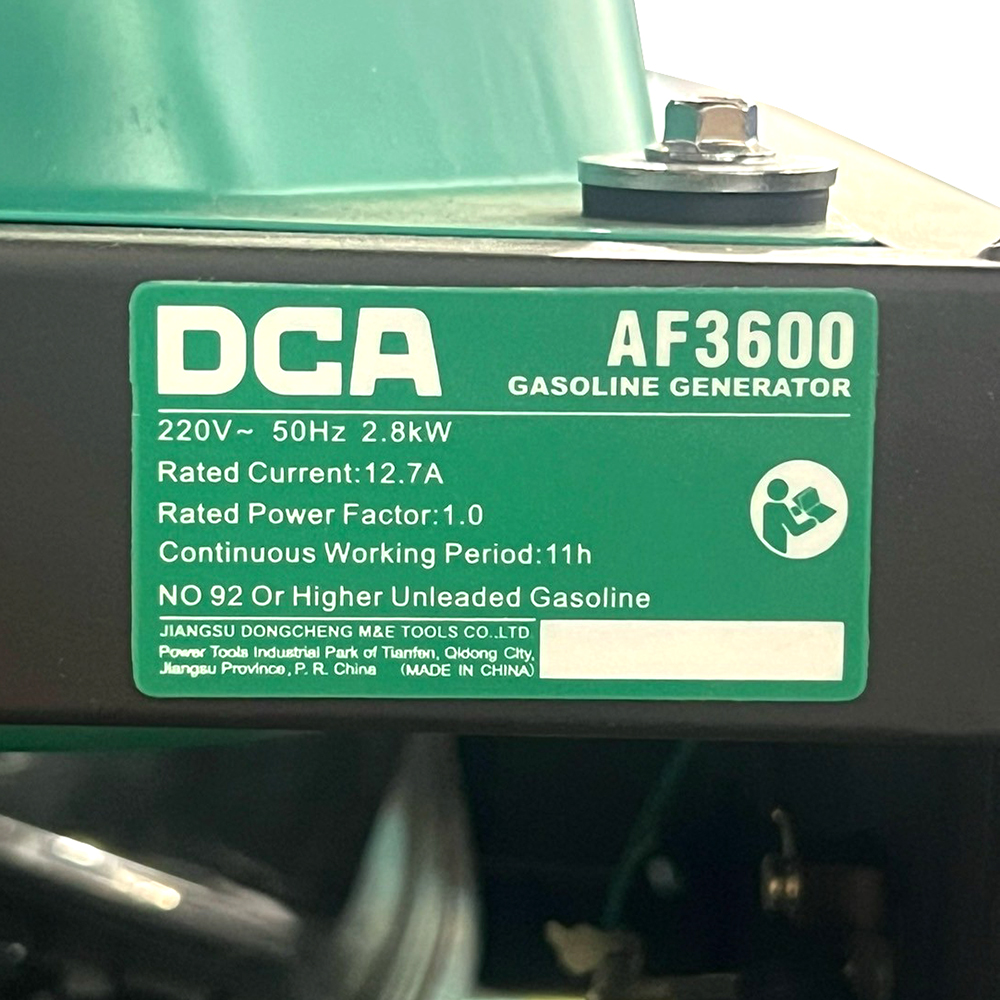 DCA
AF3600
GASOLINE GENERATOR
220V~ 50Hz 2.8kW
Rated Current:12.7A
Rated Power Factor:1.0
Continuous Working Period:11h
NO 92 Or Higher Unleaded Gasoline
JIANGSU DONGCHENG M&E TOOLS CO.,LTD
Power Tools Industrial Park of Tianfen, Qidong City,
Jiangsu Province, P. R. China (MADE IN CHINA)